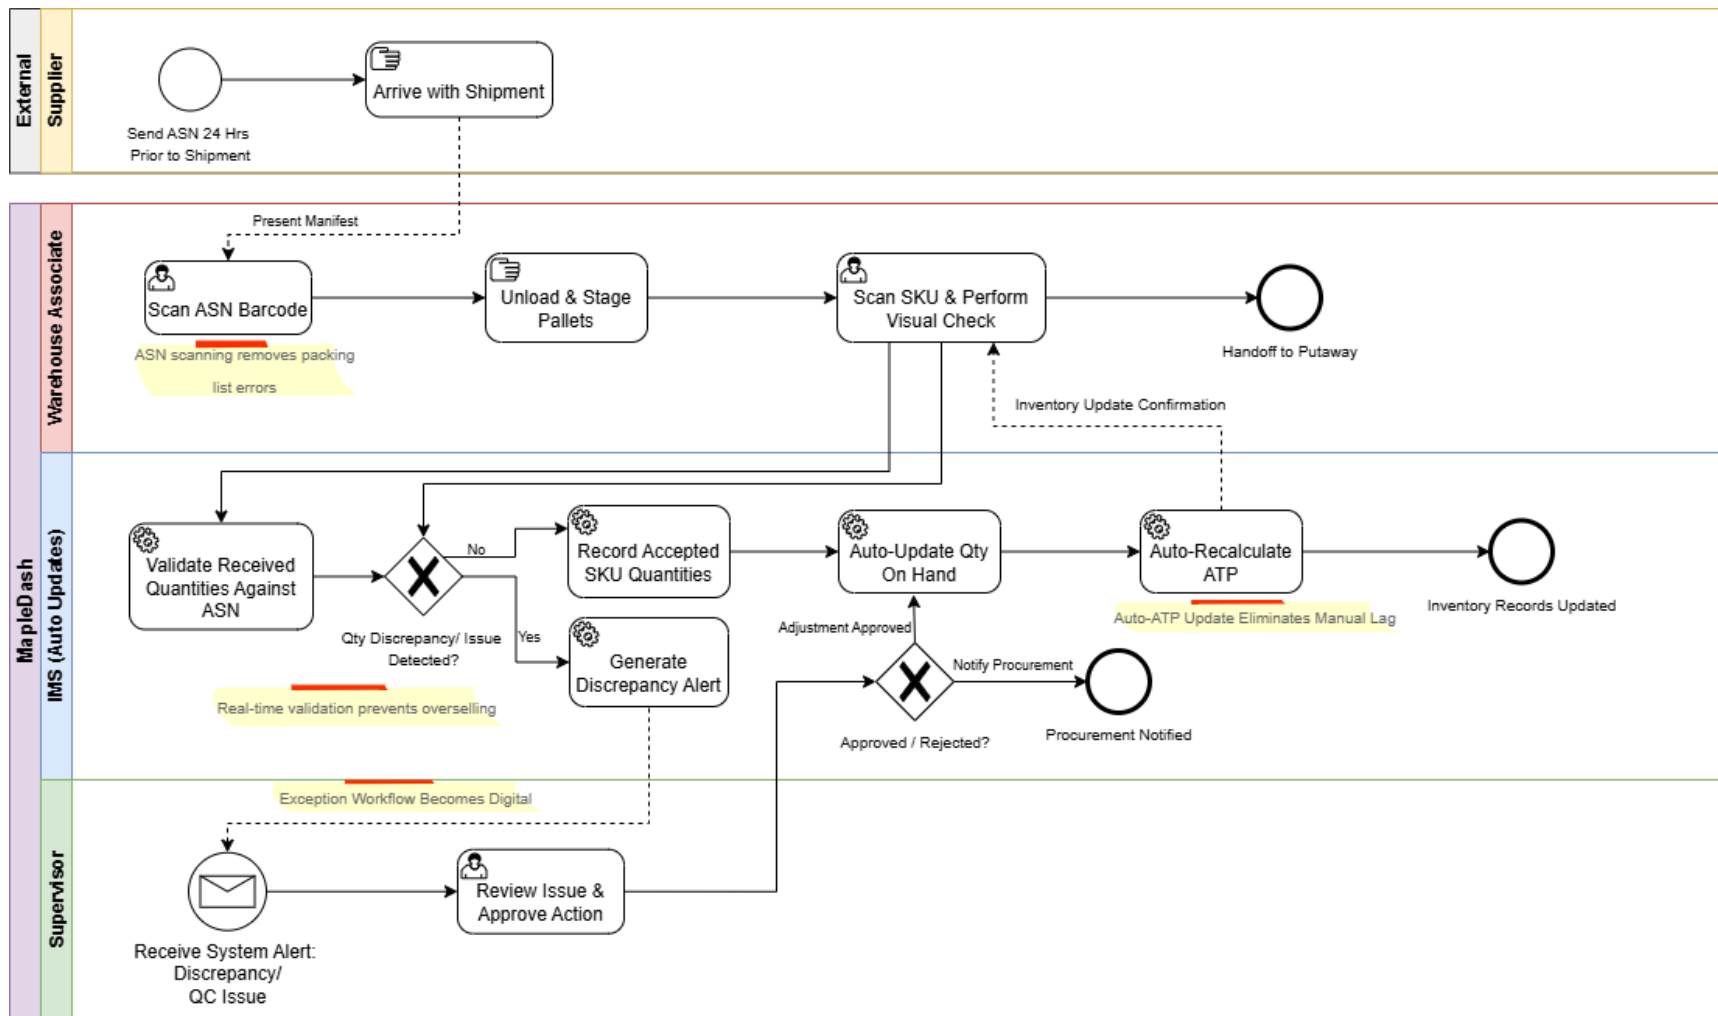 External
Supplier
Send ASN 24 Hrs
Prior to Shipment
Arrive with Shipment
Present Manifest
MapleDash
Warehouse Associate
Scan ASN Barcode
ASN scanning removes packing
list errors
Unload & Stage
Pallets
Scan SKU & Perform
Visual Check
Handoff to Putaway
Inventory Update Confirmation
IMS (Auto Updates)
Validate Received
Quantities Against
ASN
Qty Discrepancy/ Issue
Detected?
Real-time validation prevents overselling
No
Yes
Record Accepted
SKU Quantities
Generate
Discrepancy Alert
Auto-Update Qty
On Hand
Adjustment Approved
Approved / Rejected?
Notify Procurement
Procurement Notified
Auto-Recalculate
ATP
Auto-ATP Update Eliminates Manual Lag
Inventory Records Updated
Supervisor
Exception Workflow Becomes Digital
Receive System Alert:
Discrepancy/
QC Issue
Review Issue &
Approve Action